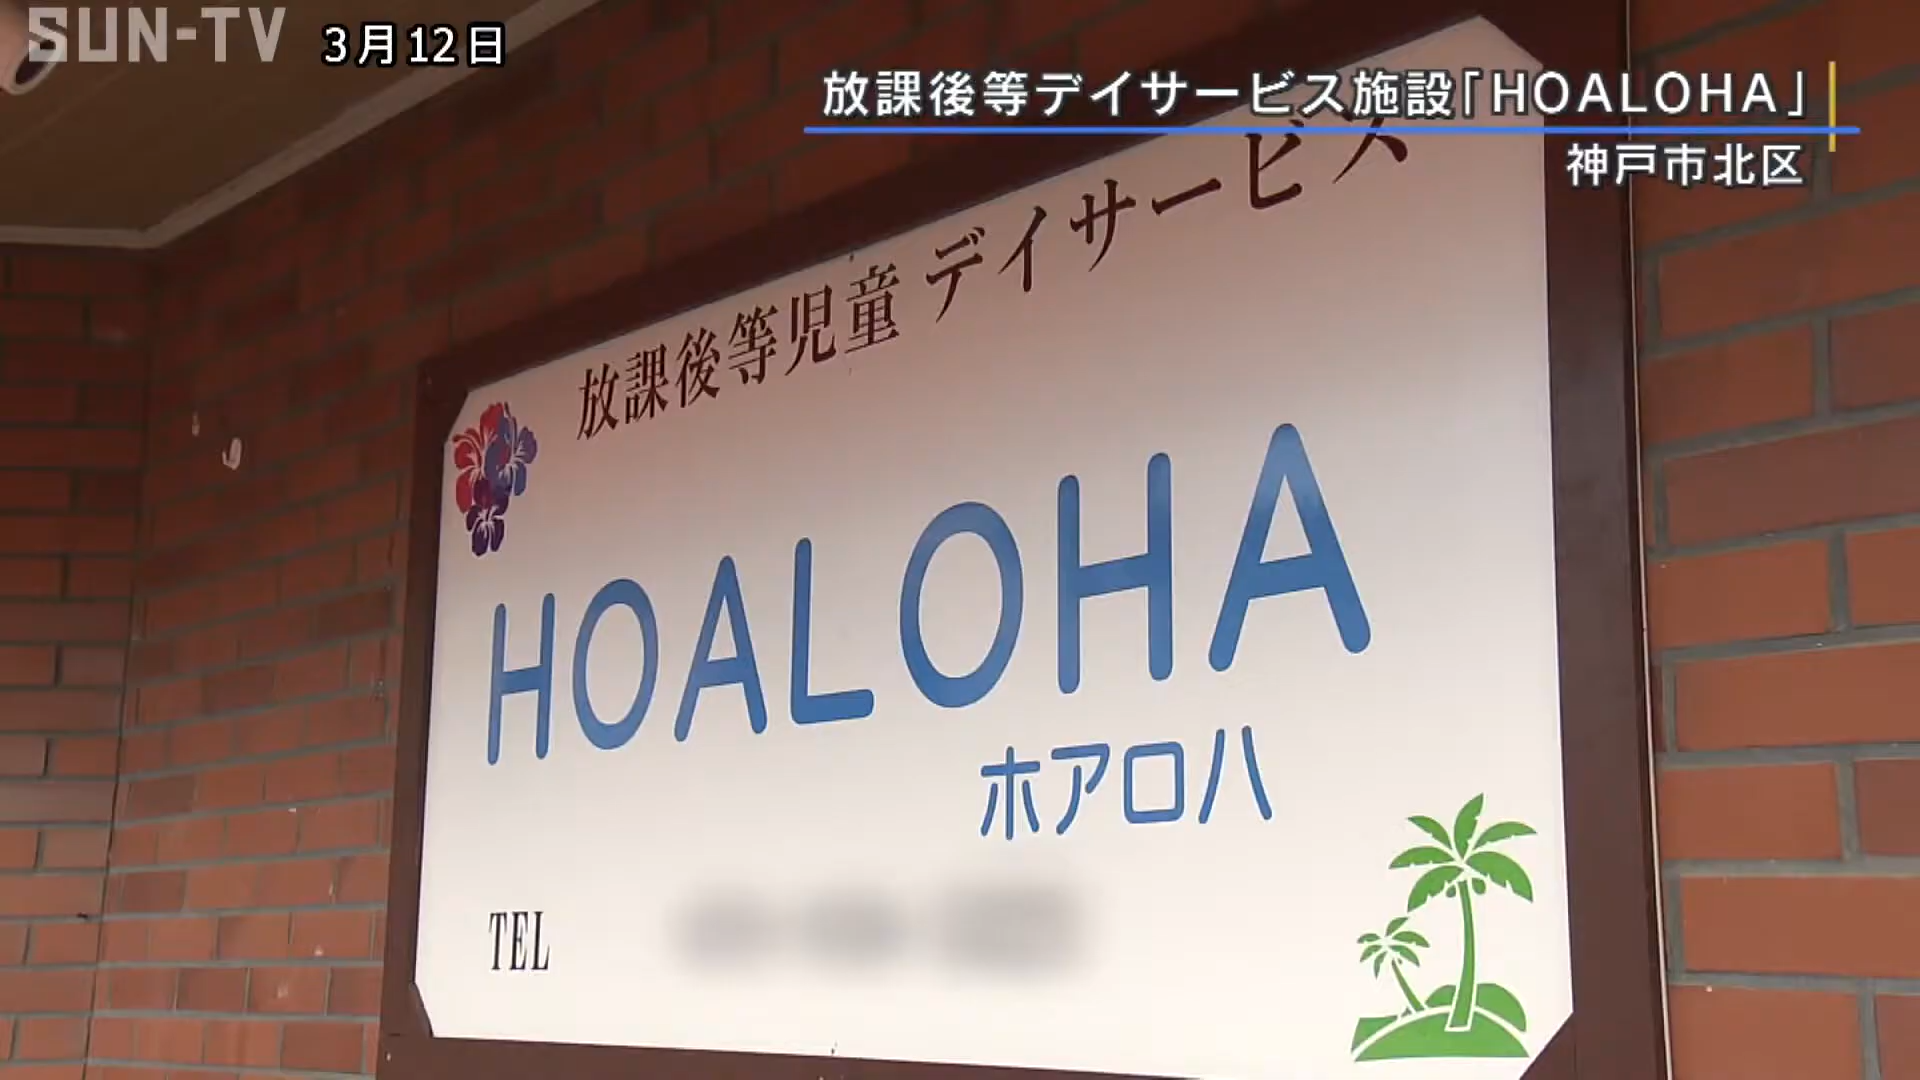 SUN-TV 3月12日
放課後等デイサービス施設「HOALOHA」
神戸市北区
放課後等児童 デイサービス
HOALOHA
ホアロハ
TEL